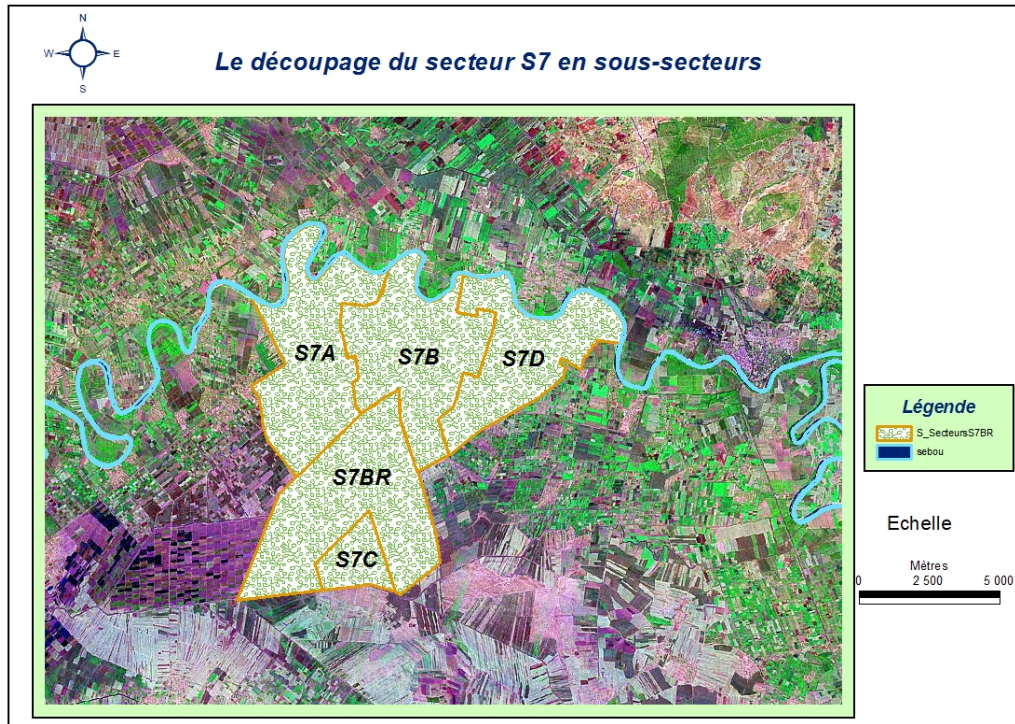 N
W E
S
Le découpage du secteur S7 en sous-secteurs
S7A
S7B
S7D
S7BR
S7C
Légende
S_SecteursS7BR
sebou
Echelle
Mètres
0 2 500 5 000